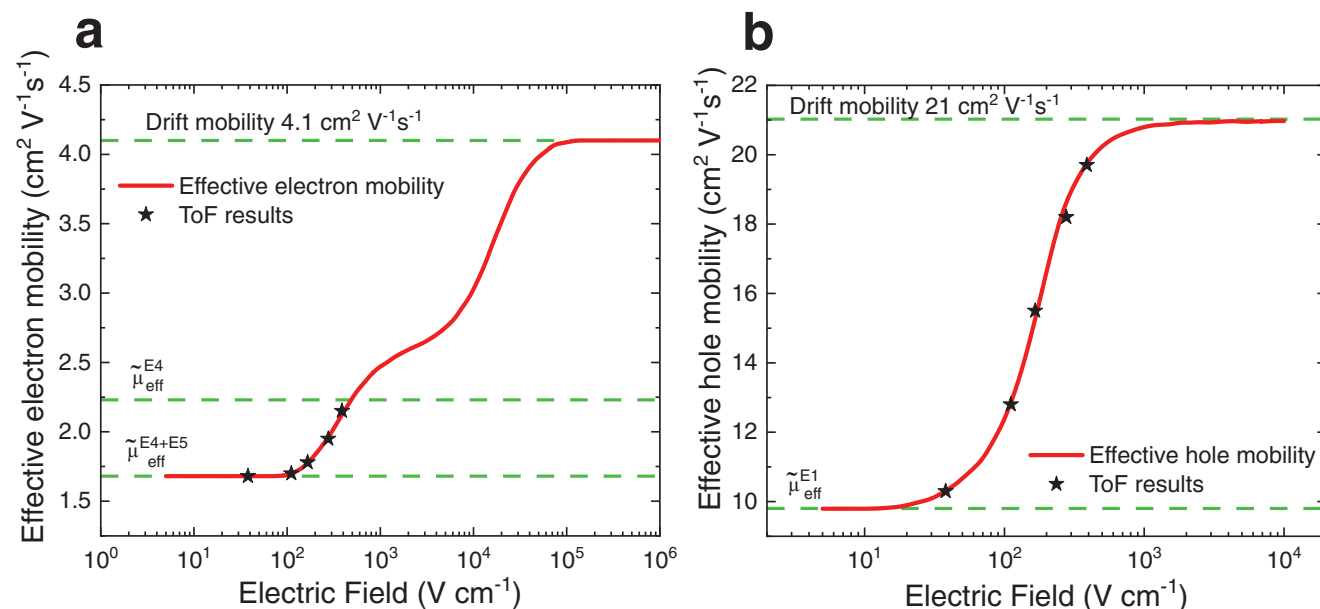 a
Effective electron mobility (cm² V⁻¹s⁻¹)
4.5
4.0
3.5
3.0
2.5
2.0
1.5
Drift mobility 4.1 cm² V⁻¹s⁻¹
Effective electron mobility
ToF results
μ̃eff^E4
μ̃eff^E4+E5
10⁰ 10¹ 10² 10³ 10⁴ 10⁵ 10⁶
Electric Field (V cm⁻¹)
b
Effective hole mobility (cm² V⁻¹s⁻¹)
22
20
18
16
14
12
10
Drift mobility 21 cm² V⁻¹s⁻¹
Effective hole mobility
ToF results
μ̃eff^E1
10¹ 10² 10³ 10⁴
Electric Field (V cm⁻¹)